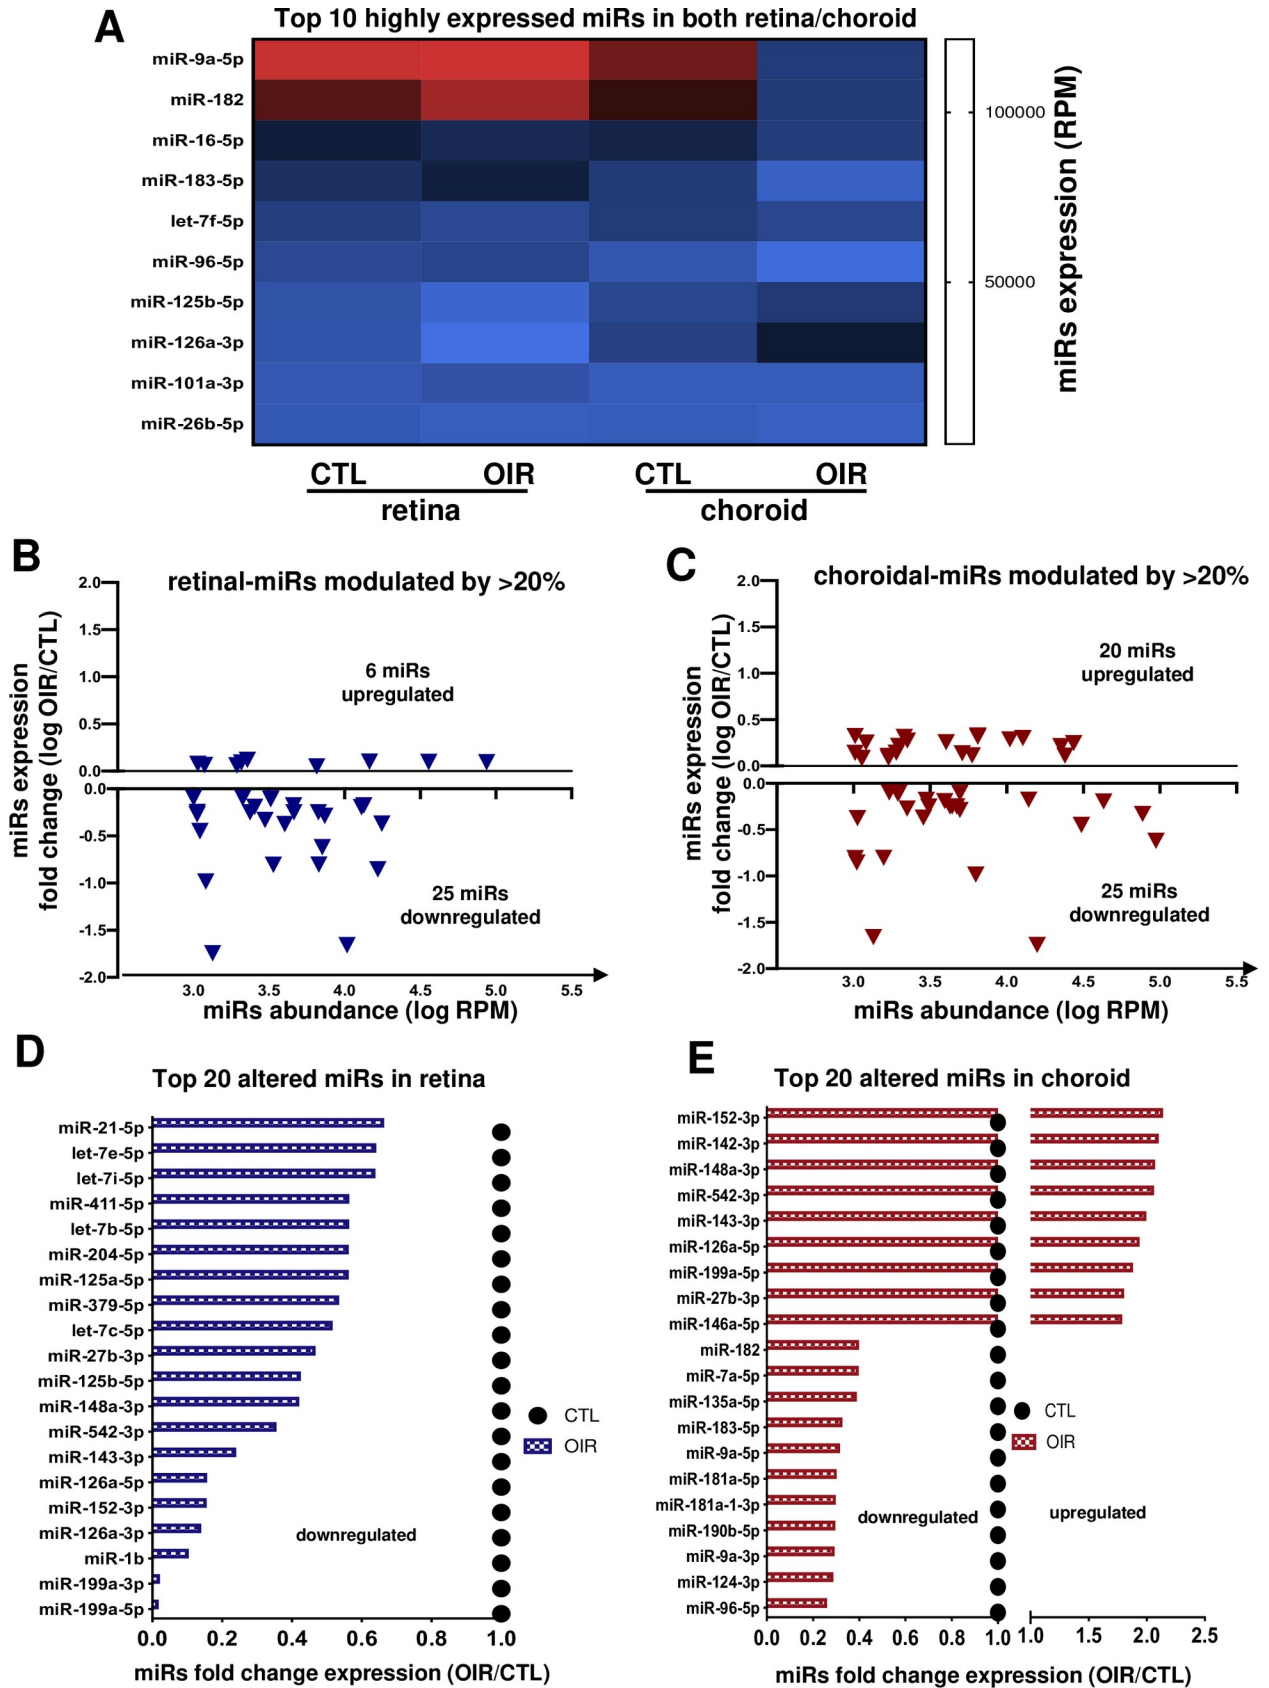 A
Top 10 highly expressed miRs in both retina/choroid
miR-9a-5p
miR-182
miR-16-5p
miR-183-5p
let-7f-5p
miR-96-5p
miR-125b-5p
miR-126a-3p
miR-101a-3p
miR-26b-5p
100000
50000
miRs expression (RPM)
CTL OIR CTL OIR
retina choroid
B
retinal-miRs modulated by >20%
miRs expression
fold change (log OIR/CTL)
2.0
1.5
1.0
0.5
0.0
0.0
-0.5
-1.0
-1.5
-2.0
6 miRs
upregulated
25 miRs
downregulated
3.0 3.5 4.0 4.5 5.0 5.5
miRs abundance (log RPM)
C
choroidal-miRs modulated by >20%
miRs expression
fold change (log OIR/CTL)
2.0
1.5
1.0
0.5
0.0
0.0
-0.5
-1.0
-1.5
-2.0
20 miRs
upregulated
25 miRs
downregulated
3.0 3.5 4.0 4.5 5.0 5.5
miRs abundance (log RPM)
D
Top 20 altered miRs in retina
miR-21-5p
let-7e-5p
let-7i-5p
miR-411-5p
let-7b-5p
miR-204-5p
miR-125a-5p
miR-379-5p
let-7c-5p
miR-27b-3p
miR-125b-5p
miR-148a-3p
miR-542-3p
miR-143-3p
miR-126a-5p
miR-152-3p
miR-126a-3p
miR-1b
miR-199a-3p
miR-199a-5p
CTL
OIR
downregulated
0.0 0.2 0.4 0.6 0.8 1.0
miRs fold change expression (OIR/CTL)
E
Top 20 altered miRs in choroid
miR-152-3p
miR-142-3p
miR-148a-3p
miR-542-3p
miR-143-3p
miR-126a-5p
miR-199a-5p
miR-27b-3p
miR-146a-5p
miR-182
miR-7a-5p
miR-135a-5p
miR-183-5p
miR-9a-5p
miR-181a-5p
miR-181a-1-3p
miR-190b-5p
miR-9a-3p
miR-124-3p
miR-96-5p
CTL
OIR
downregulated
upregulated
0.0 0.2 0.4 0.6 0.8 1.0 1.0 1.5 2.0 2.5
miRs fold change expression (OIR/CTL)